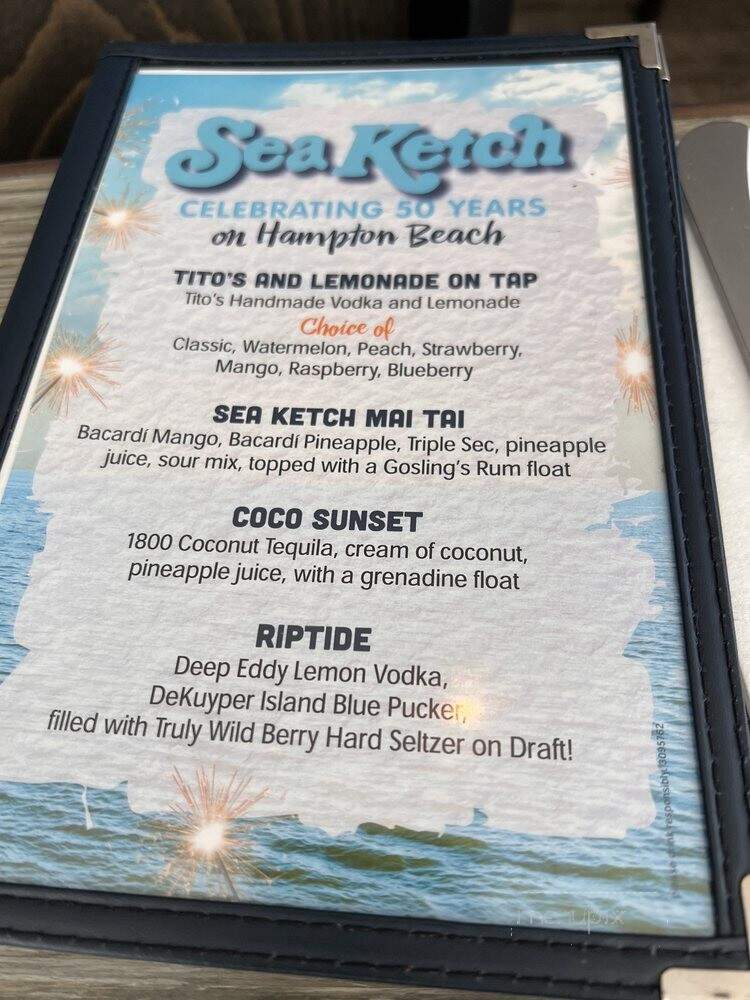 Sea Ketch
CELEBRATING 50 YEARS
on Hampton Beach
TITO'S AND LEMONADE ON TAP
Tito's Handmade Vodka and Lemonade
Choice of
Classic, Watermelon, Peach, Strawberry,
Mango, Raspberry, Blueberry
SEA KETCH MAI TAI
Bacardí Mango, Bacardí Pineapple, Triple Sec, pineapple
juice, sour mix, topped with a Gosling's Rum float
COCO SUNSET
1800 Coconut Tequila, cream of coconut,
pineapple juice, with a grenadine float
RIPTIDE
Deep Eddy Lemon Vodka,
DeKuyper Island Blue Pucker,
filled with Truly Wild Berry Hard Seltzer on Draft!
responsibly.13095762
menupix